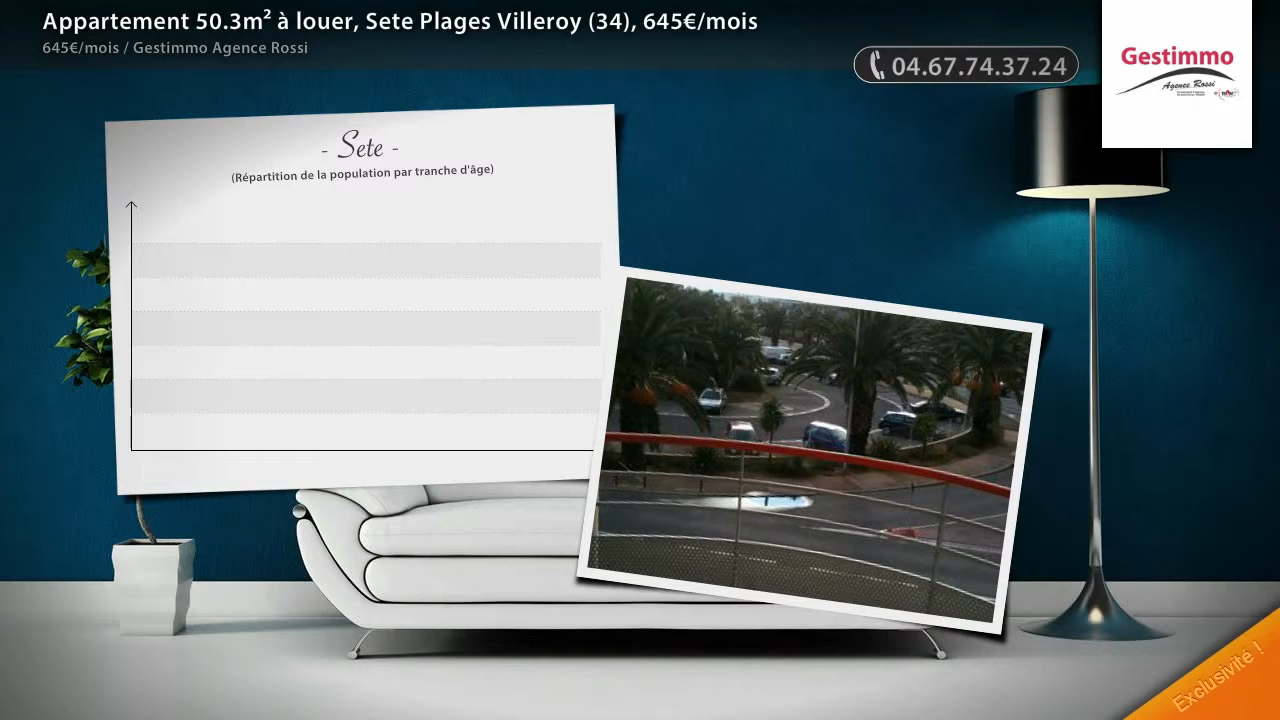 Appartement 50.3m² à louer, Sete Plages Villeroy (34), 645€/mois
645€/mois / Gestimmo Agence Rossi
04.67.74.37.24
Gestimmo
Agence Rossi
- Sete -
(Répartition de la population par tranche d'âge)
Exclusivité !